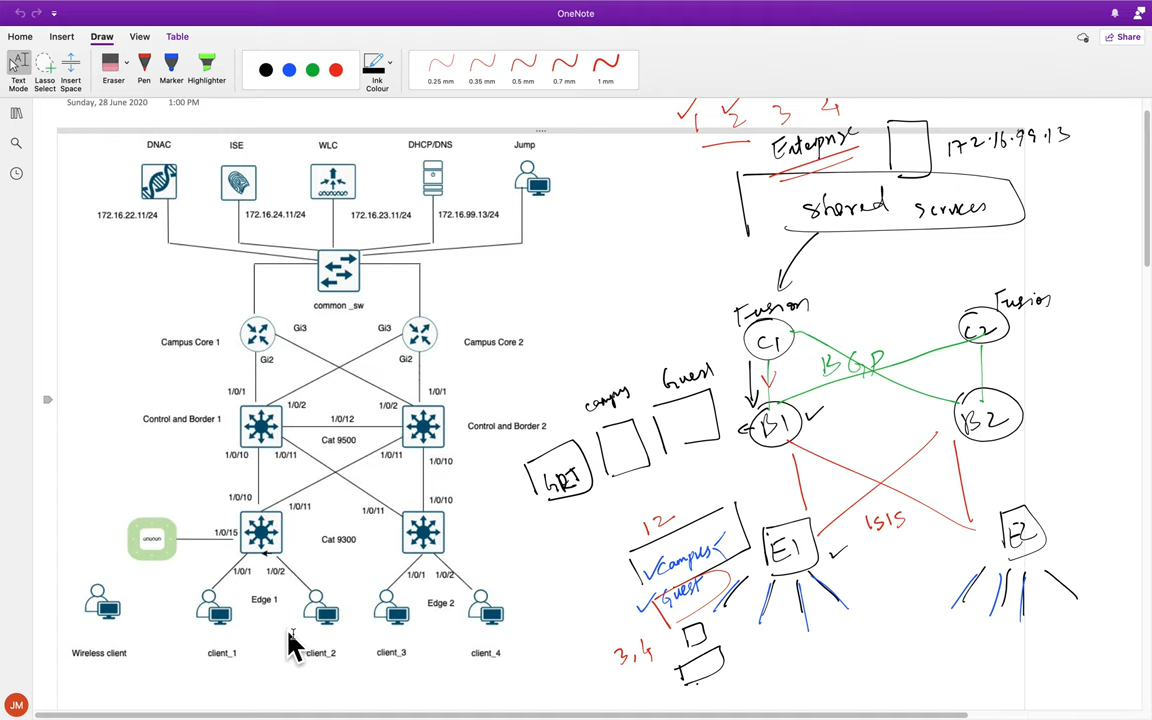 OneNote
Home Insert Draw View Table
Share
Text Mode
Lasso Select
Insert Space
Eraser
Pen
Marker
Highlighter
Ink Colour
0.25 mm 0.35 mm 0.5 mm 0.7 mm 1 mm
Sunday, 28 June 2020 1:00 PM
1 2 3 4
Enterprise
172.16.99.13
shared services
DNAC ISE WLC DHCP/DNS Jump
172.16.22.11/24 172.16.24.11/24 172.16.23.11/24 172.16.99.13/24
common _sw
Campus Core 1 Gi3 Gi3 Campus Core 2
Gi2 Gi2
1/0/1 1/0/1
1/0/2 1/0/2
Control and Border 1 1/0/12 Control and Border 2
Cat 9500
1/0/10 1/0/11 1/0/11 1/0/10
1/0/10 1/0/11 1/0/11 1/0/10
1/0/15 Cat 9300
1/0/1 1/0/2 1/0/1 1/0/2
Edge 1 Edge 2
Wireless client client_1 client_2 client_3 client_4
Fusion Fusion
C1 C2
BGP
campus Guest
B1 B2
GRT
12 ISIS
E1 E2
Campus
Guest
3,4
JM